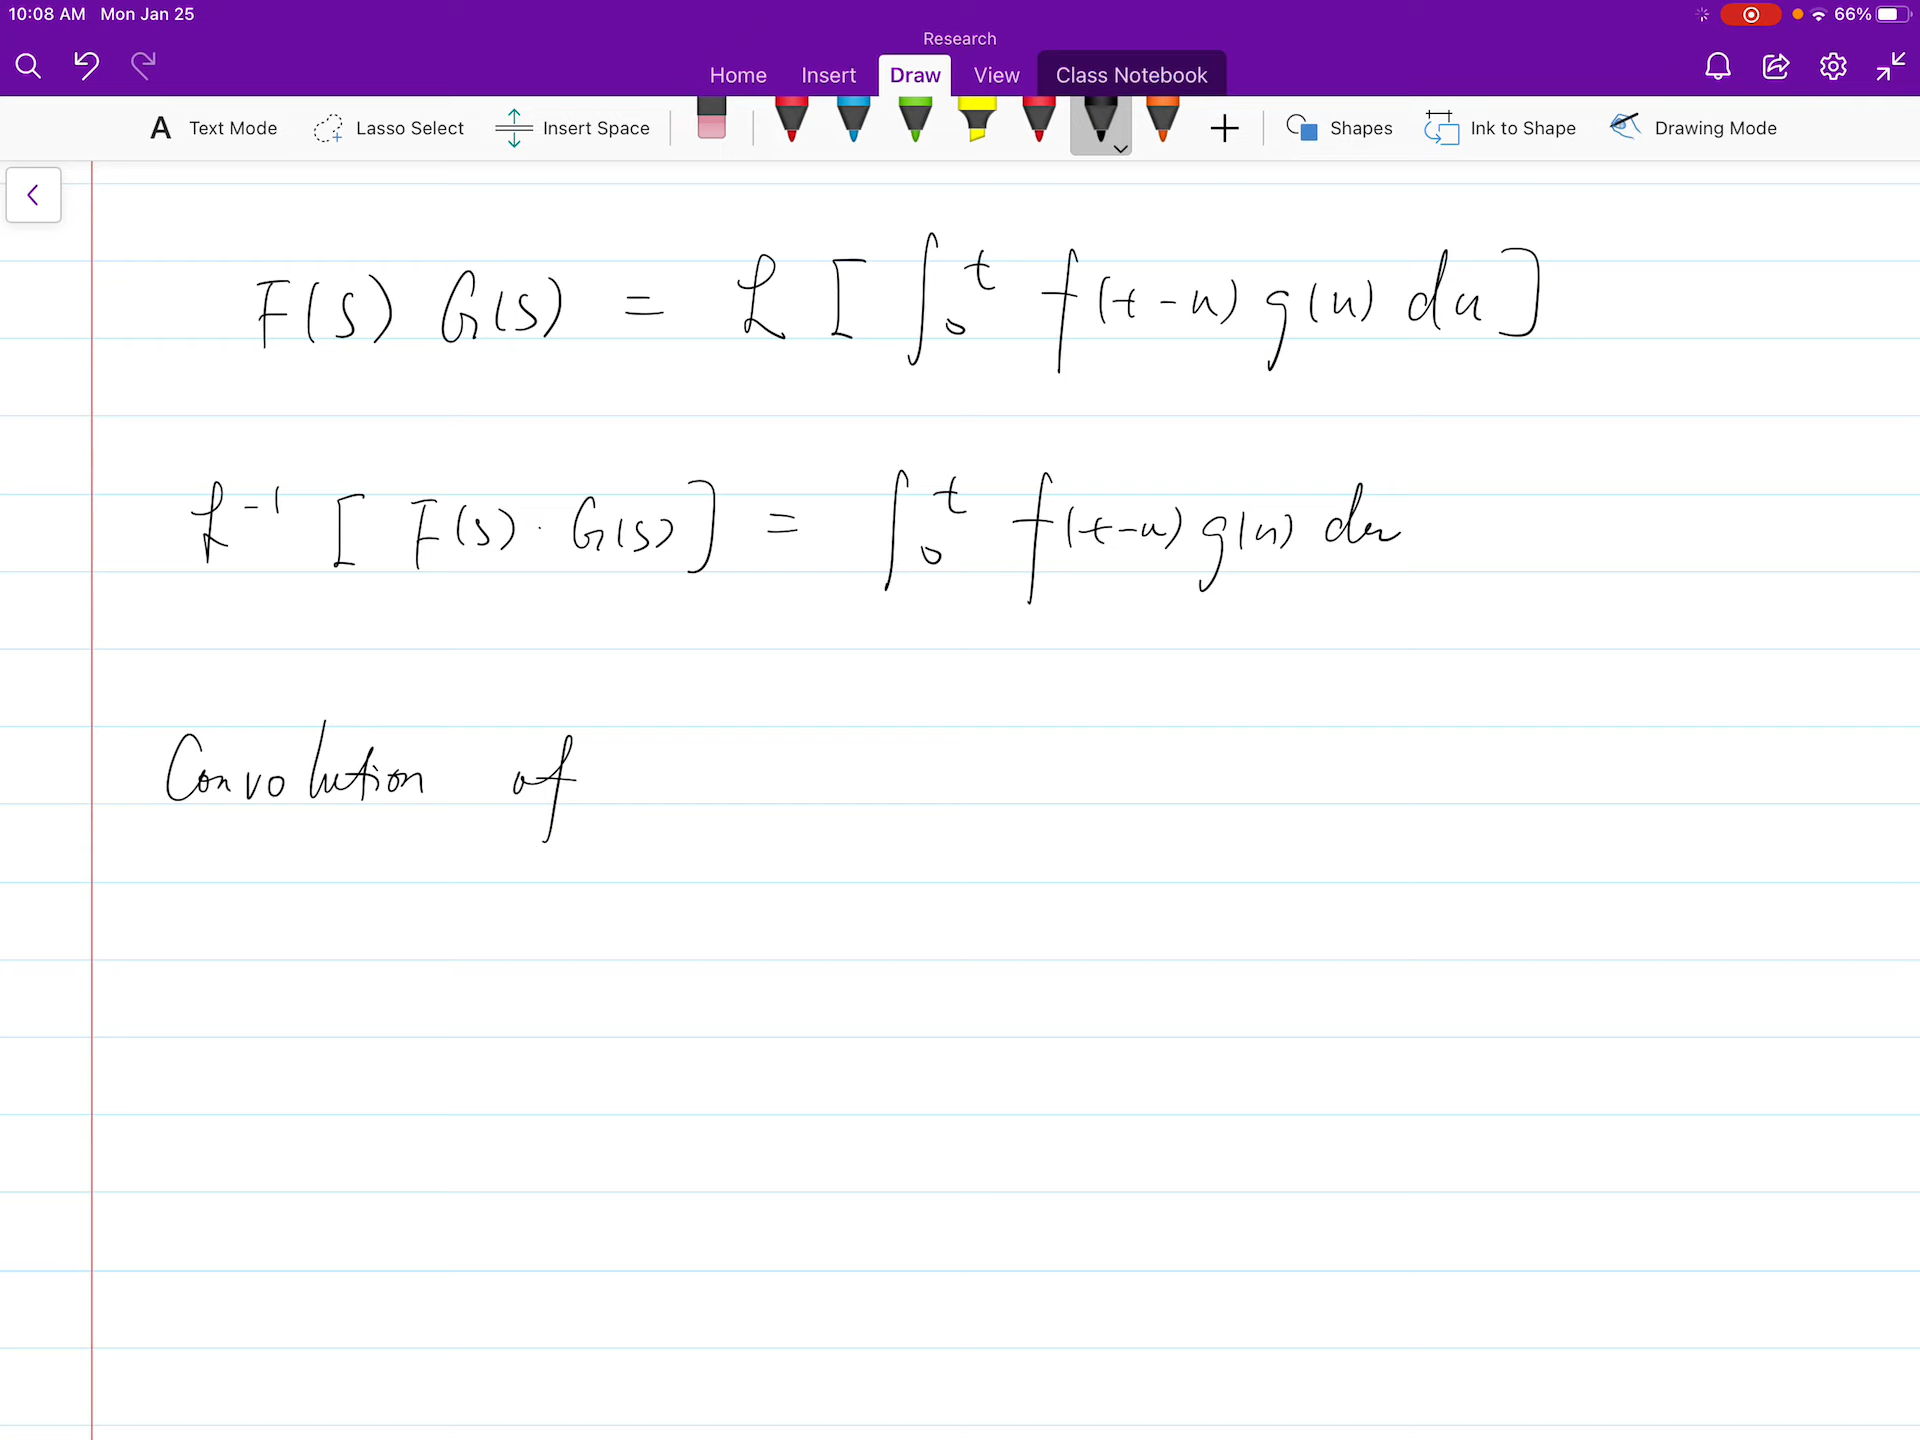 10:08 AM Mon Jan 25
66%
Research
Home Insert Draw View Class Notebook
A Text Mode Lasso Select Insert Space Shapes Ink to Shape Drawing Mode
F(s) G(s) = ℒ [ ∫₀ᵗ f(t-u) g(u) du ]
ℒ⁻¹ [ F(s) · G(s) ] = ∫₀ᵗ f(t-u) g(u) du
Convolution of